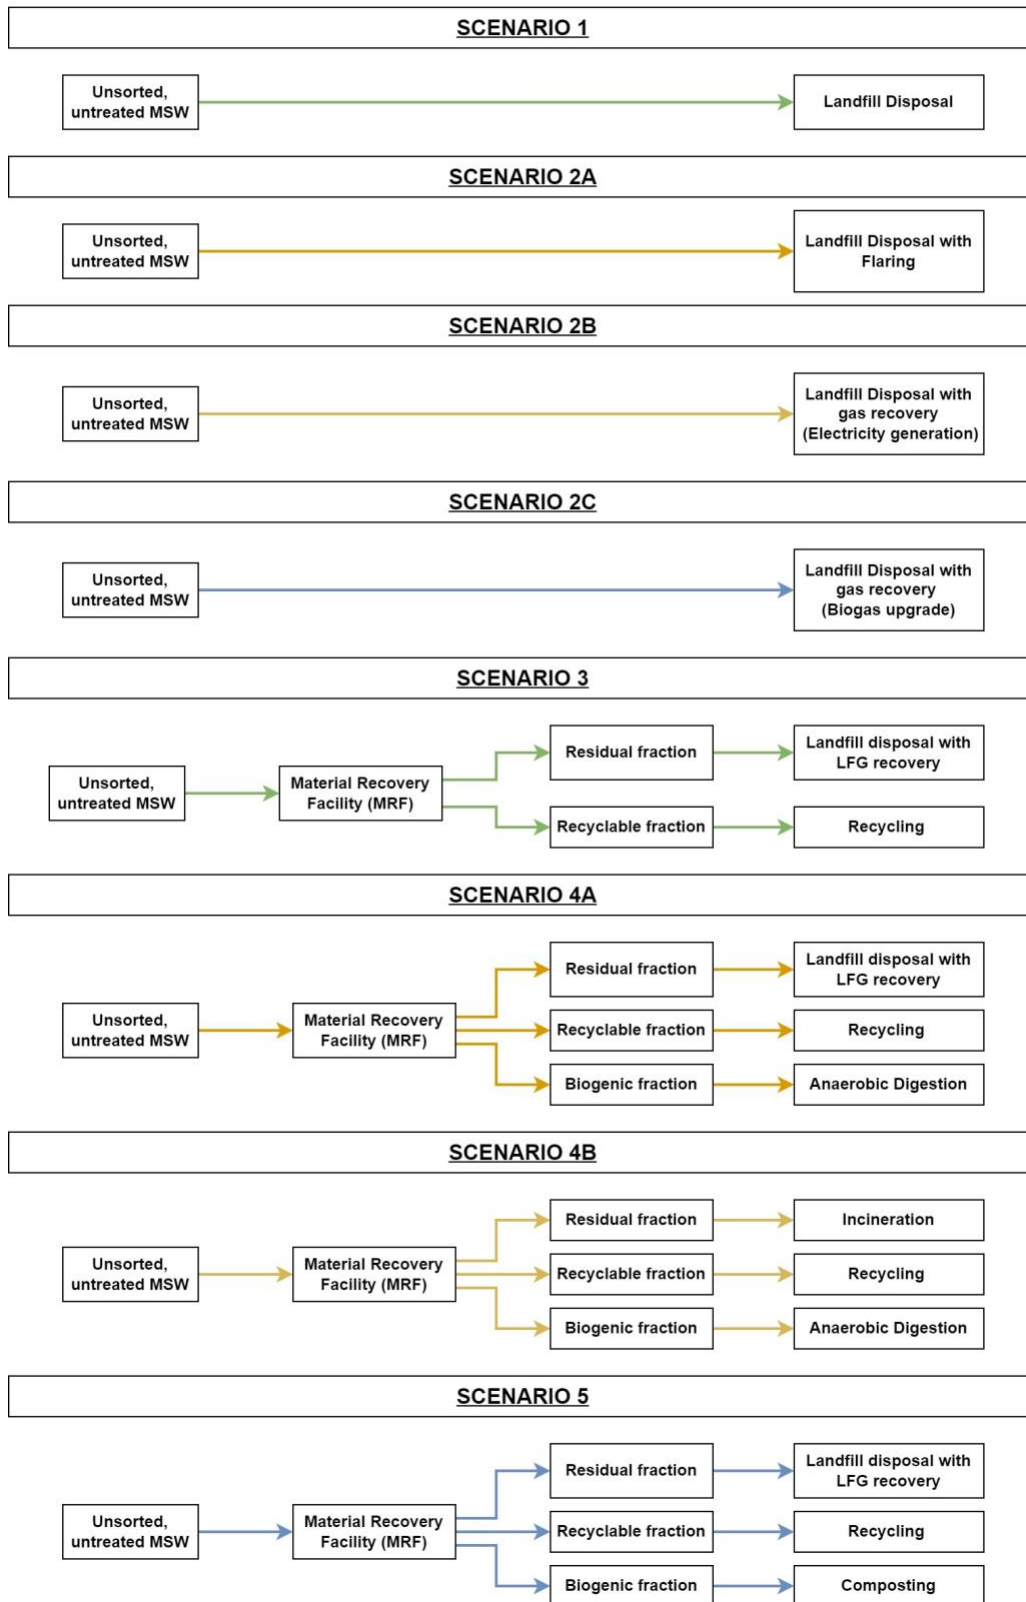 SCENARIO 1
Unsorted,
untreated MSW
Landfill Disposal
SCENARIO 2A
Unsorted,
untreated MSW
Landfill Disposal with
Flaring
SCENARIO 2B
Unsorted,
untreated MSW
Landfill Disposal with
gas recovery
(Electricity generation)
SCENARIO 2C
Unsorted,
untreated MSW
Landfill Disposal with
gas recovery
(Biogas upgrade)
SCENARIO 3
Unsorted,
untreated MSW
Material Recovery
Facility (MRF)
Residual fraction
Landfill disposal with
LFG recovery
Recyclable fraction
Recycling
SCENARIO 4A
Unsorted,
untreated MSW
Material Recovery
Facility (MRF)
Residual fraction
Landfill disposal with
LFG recovery
Recyclable fraction
Recycling
Biogenic fraction
Anaerobic Digestion
SCENARIO 4B
Unsorted,
untreated MSW
Material Recovery
Facility (MRF)
Residual fraction
Incineration
Recyclable fraction
Recycling
Biogenic fraction
Anaerobic Digestion
SCENARIO 5
Unsorted,
untreated MSW
Material Recovery
Facility (MRF)
Residual fraction
Landfill disposal with
LFG recovery
Recyclable fraction
Recycling
Biogenic fraction
Composting